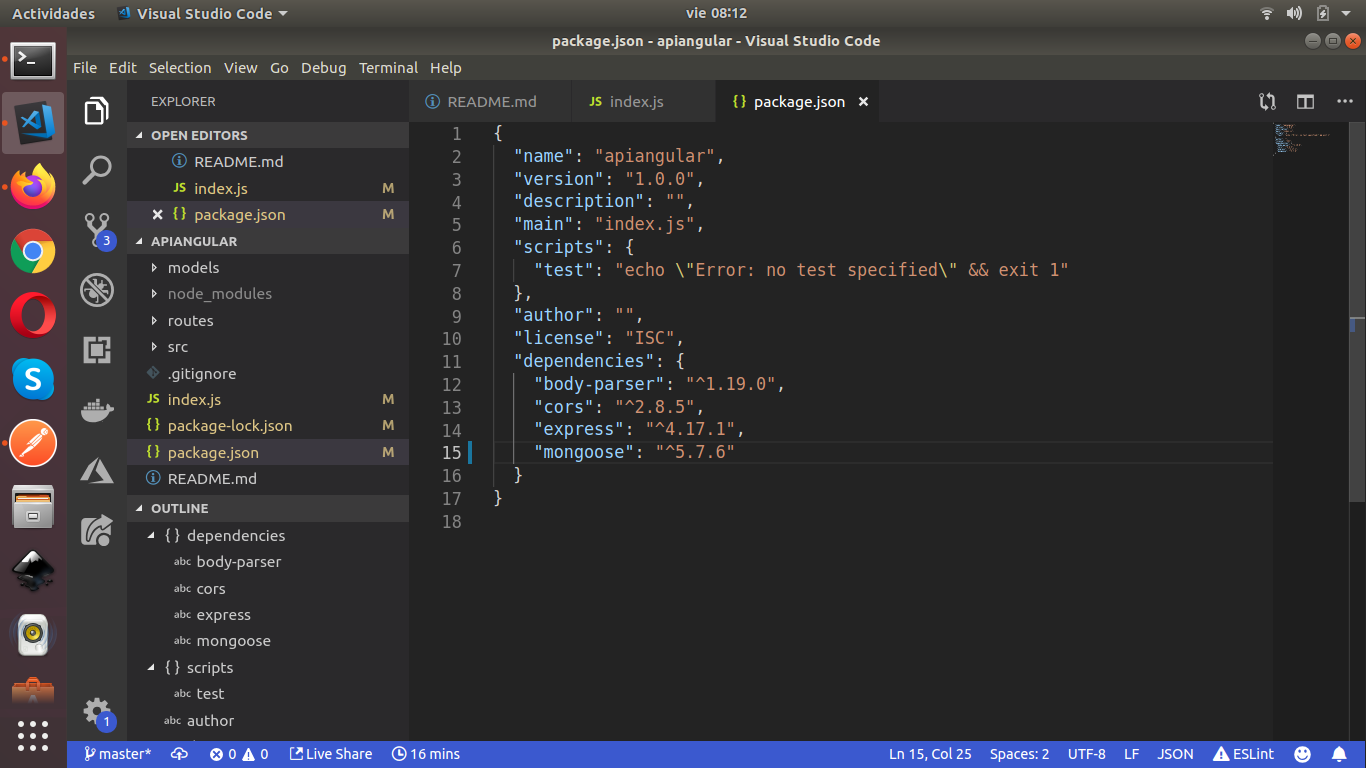 Actividades Visual Studio Code vie 08:12
package.json - apiangular - Visual Studio Code
File Edit Selection View Go Debug Terminal Help
EXPLORER
OPEN EDITORS
README.md
JS index.js M
{} package.json M
APIANGULAR
models
node_modules
routes
src
.gitignore
JS index.js M
{} package-lock.json M
{} package.json M
README.md
OUTLINE
{} dependencies
abc body-parser
abc cors
abc express
abc mongoose
{} scripts
abc test
abc author
3
1
README.md JS index.js {} package.json
1 {
2 "name": "apiangular",
3 "version": "1.0.0",
4 "description": "",
5 "main": "index.js",
6 "scripts": {
7 "test": "echo \"Error: no test specified\" && exit 1"
8 },
9 "author": "",
10 "license": "ISC",
11 "dependencies": {
12 "body-parser": "^1.19.0",
13 "cors": "^2.8.5",
14 "express": "^4.17.1",
15 "mongoose": "^5.7.6"
16 }
17 }
18
master* 0 0 Live Share 16 mins Ln 15, Col 25 Spaces: 2 UTF-8 LF JSON ESLint